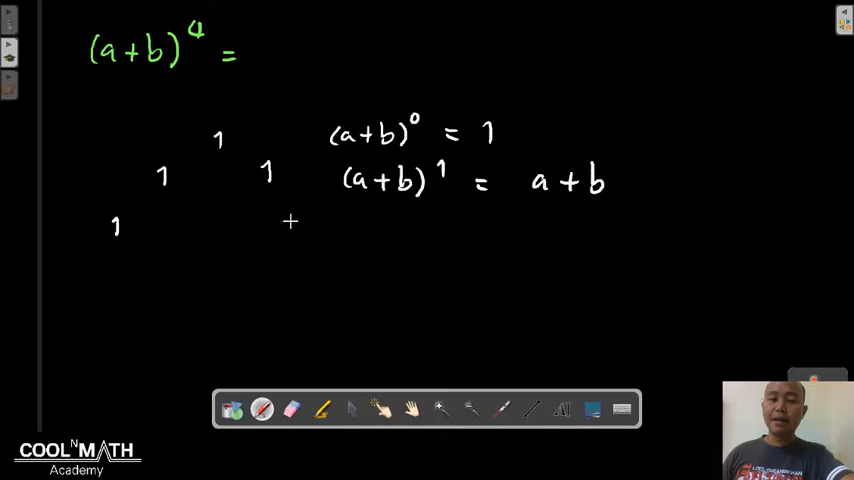 (a+b)⁴ =
1 (a+b)⁰ = 1
1 1 (a+b)¹ = a+b
1
COOL N MATH
Academy